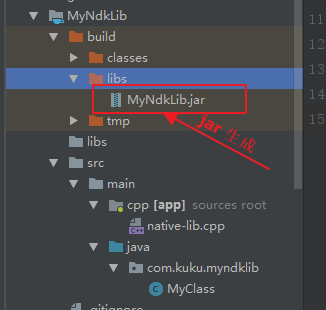 MyNdkLib
build
classes
libs
MyNdkLib.jar
tmp
jar 生成
libs
src
main
cpp [app] sources root
native-lib.cpp
java
com.kuku.myndklib
MyClass
.gitignore
11
12
13
14
15